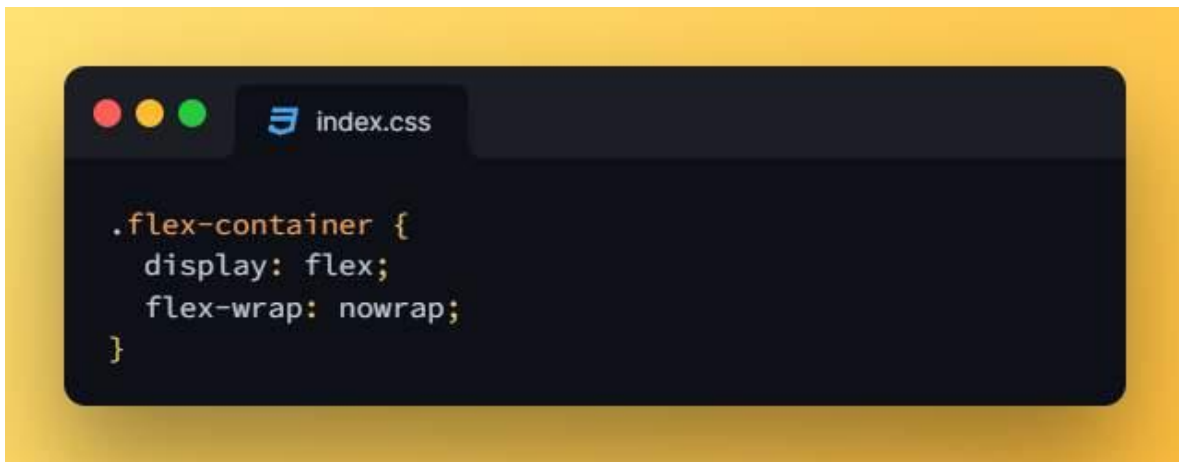 index.css
.flex-container {
  display: flex;
  flex-wrap: nowrap;
}